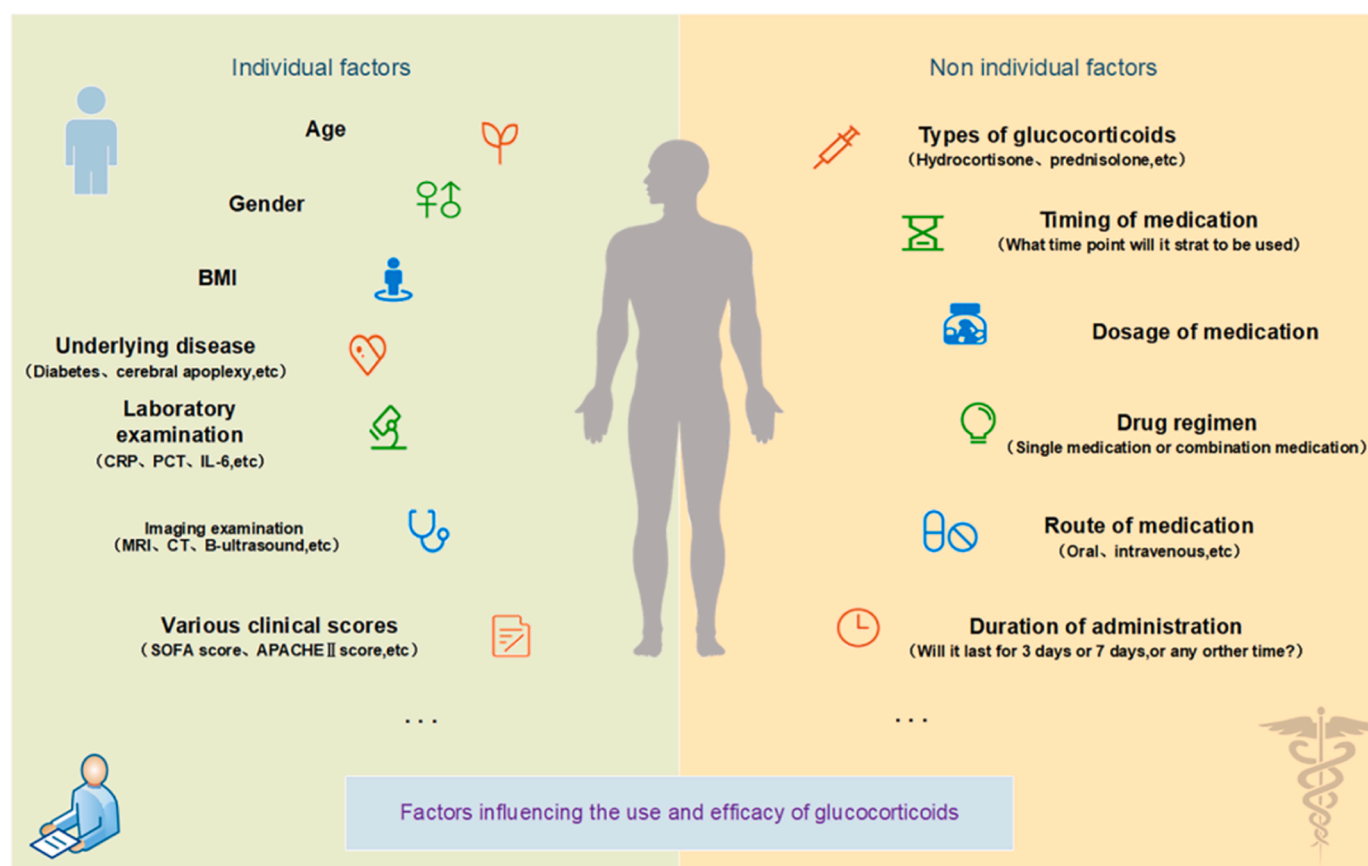 Individual factors
Age
Gender
BMI
Underlying disease
（Diabetes、cerebral apoplexy,etc）
Laboratory
examination
（CRP、PCT、IL-6,etc）
Imaging examination
（MRI、CT、B-ultrasound,etc）
Various clinical scores
（SOFA score、APACHEⅡ score,etc）
...
Non individual factors
Types of glucocorticoids
（Hydrocortisone、prednisolone,etc）
Timing of medication
（What time point will it strat to be used）
Dosage of medication
Drug regimen
（Single medication or combination medication）
Route of medication
（Oral、intravenous,etc）
Duration of administration
（Will it last for 3 days or 7 days,or any orther time?）
...
Factors influencing the use and efficacy of glucocorticoids